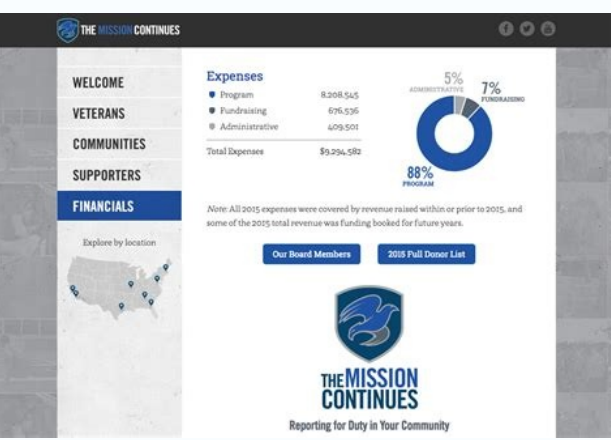 THE MISSION CONTINUES
WELCOME
VETERANS
COMMUNITIES
SUPPORTERS
FINANCIALS
Explore by location
Expenses
Program 8,208,545
Fundraising 676,536
Administrative 409,501
Total Expenses $9,294,582
5%
ADMINISTRATIVE
7%
FUNDRAISING
88%
PROGRAM
Note: All 2015 expenses were covered by revenue raised within or prior to 2015, and
some of the 2015 total revenue was funding booked for future years.
Our Board Members
2015 Full Donor List
THE MISSION
CONTINUES
Reporting for Duty in Your Community